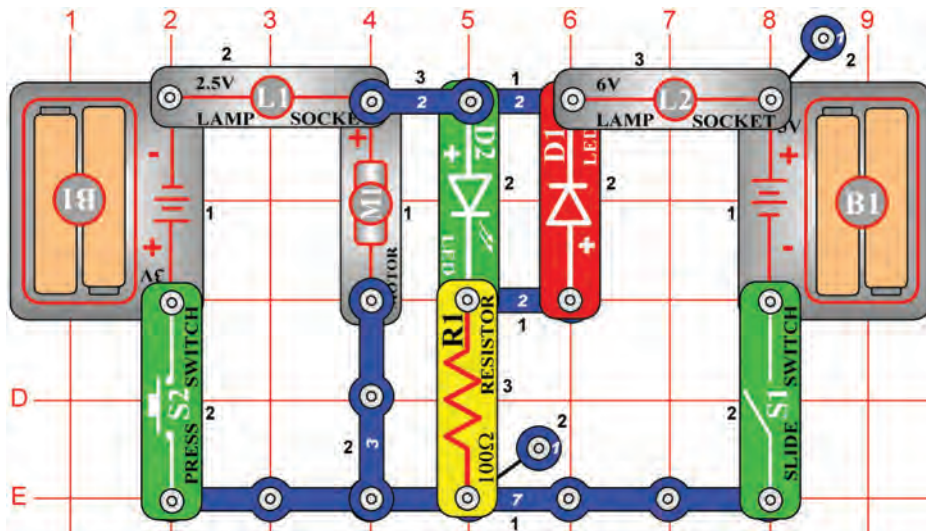 1 2 3 4 5 6 7 8 9
2 3 1 3 1 2
2.5V L1 2 2 6V L2
LAMP SOCKET D2 D1 LED LAMP SOCKET 3V
- + + +
B1 1 M1 1 2 2 1 B1
+ LED + -
3V MOTOR
2 1
R1
D SWITCH RESISTOR SWITCH
S2 2 3 S1
PRESS 2 3 100Ω 1 2 2 SLIDE
E 7
1